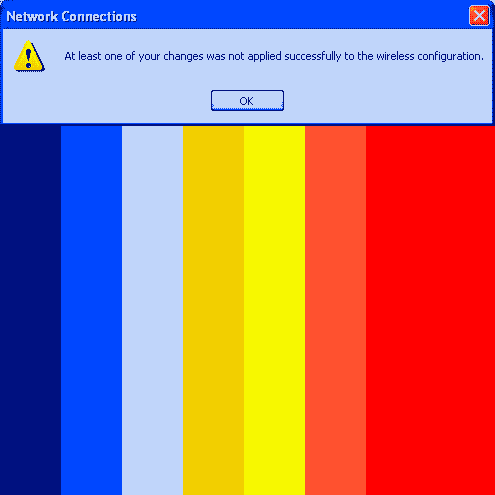 Network Connections
At least one of your changes was not applied successfully to the wireless configuration.
OK